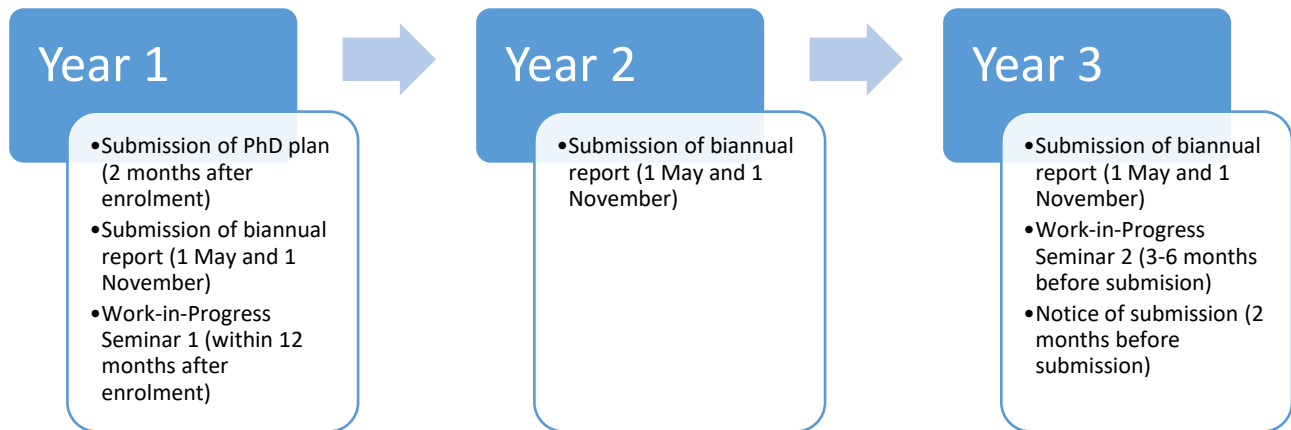 Year 1
•Submission of PhD plan
(2 months after
enrolment)
•Submission of biannual
report (1 May and 1
November)
•Work-in-Progress
Seminar 1 (within 12
months after
enrolment)
Year 2
•Submission of biannual
report (1 May and 1
November)
Year 3
•Submission of biannual
report (1 May and 1
November)
•Work-in-Progress
Seminar 2 (3-6 months
before submision)
•Notice of submission (2
months before
submission)